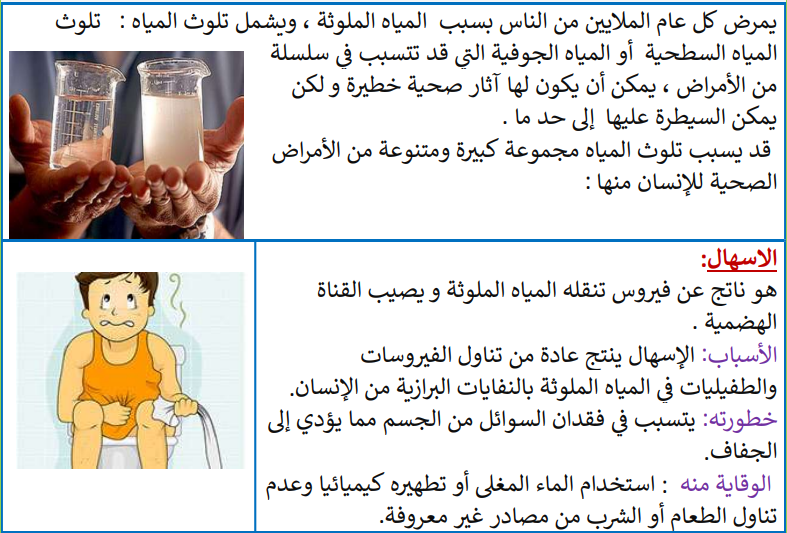 يمرض كل عام الملايين من الناس بسبب المياه الملوثة ، ويشمل تلوث المياه : تلوث
المياه السطحية أو المياه الجوفية التي قد تتسبب في سلسلة
من الأمراض ، يمكن أن يكون لها آثار صحية خطيرة و لكن
يمكن السيطرة عليها إلى حد ما .
قد يسبب تلوث المياه مجموعة كبيرة ومتنوعة من الأمراض
الصحية للإنسان منها :
الاسهال:
هو ناتج عن فيروس تنقله المياه الملوثة و يصيب القناة
الهضمية .
الأسباب: الإسهال ينتج عادة من تناول الفيروسات
والطفيليات في المياه الملوثة بالنفايات البرازية من الإنسان.
خطورته: يتسبب في فقدان السوائل من الجسم مما يؤدي إلى
الجفاف.
الوقاية منه : استخدام الماء المغلى أو تطهيره كيميائيا وعدم
تناول الطعام أو الشرب من مصادر غير معروفة.